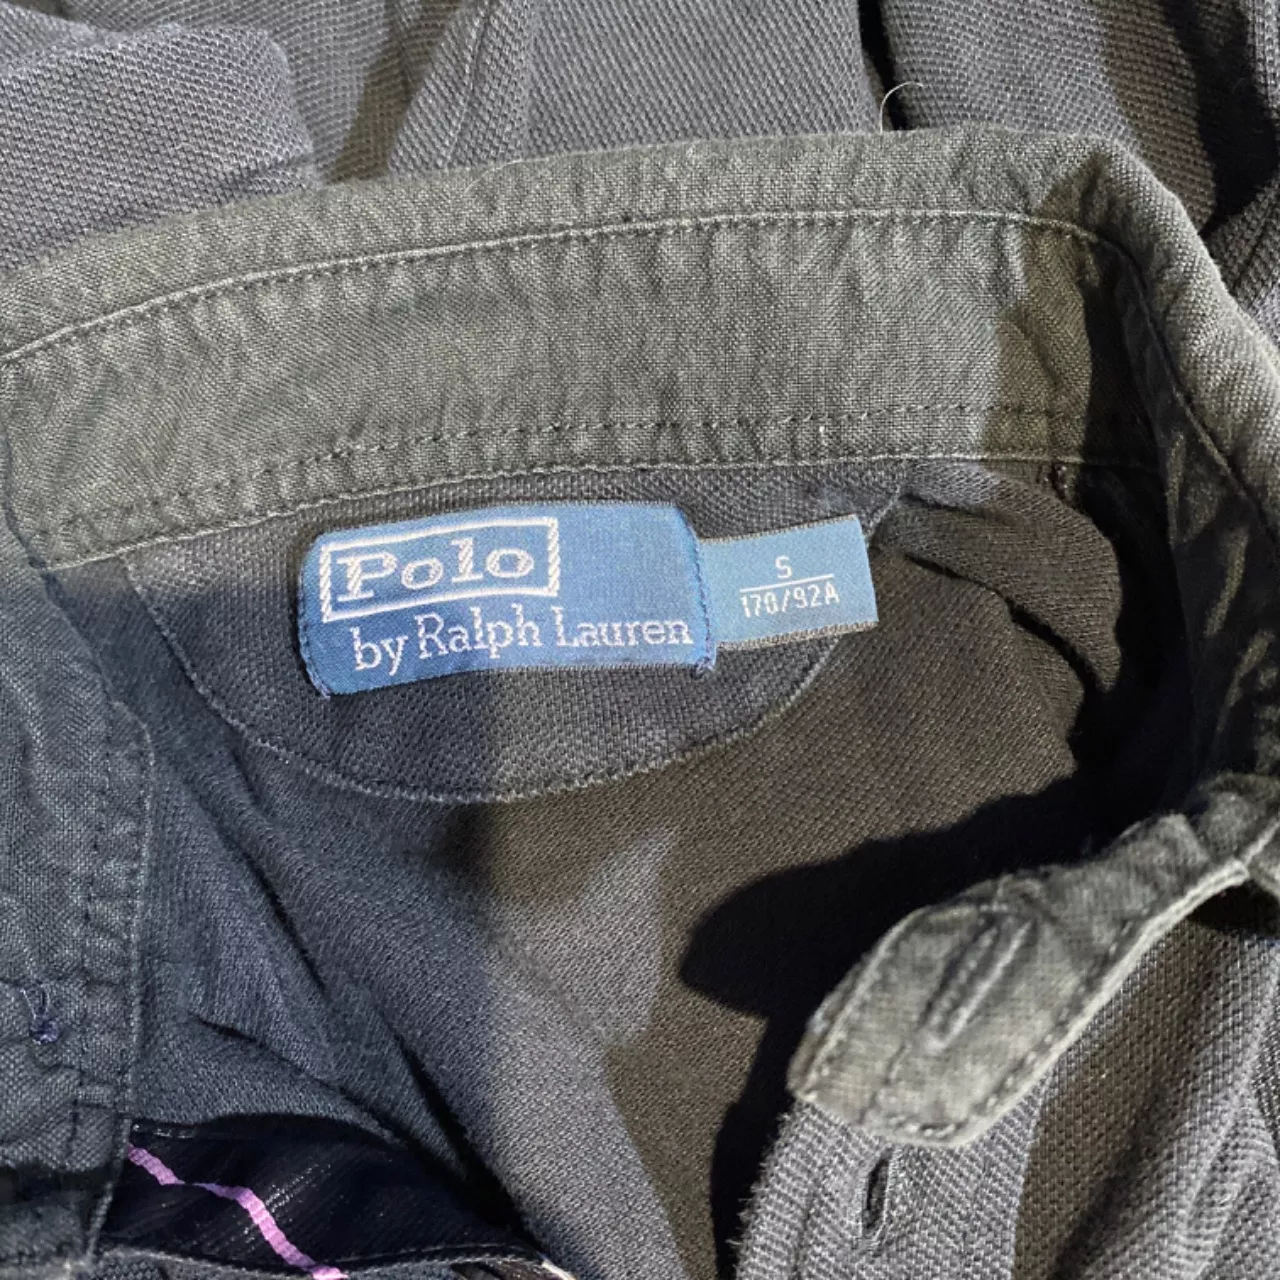 Polo
by Ralph Lauren
S
170/92A